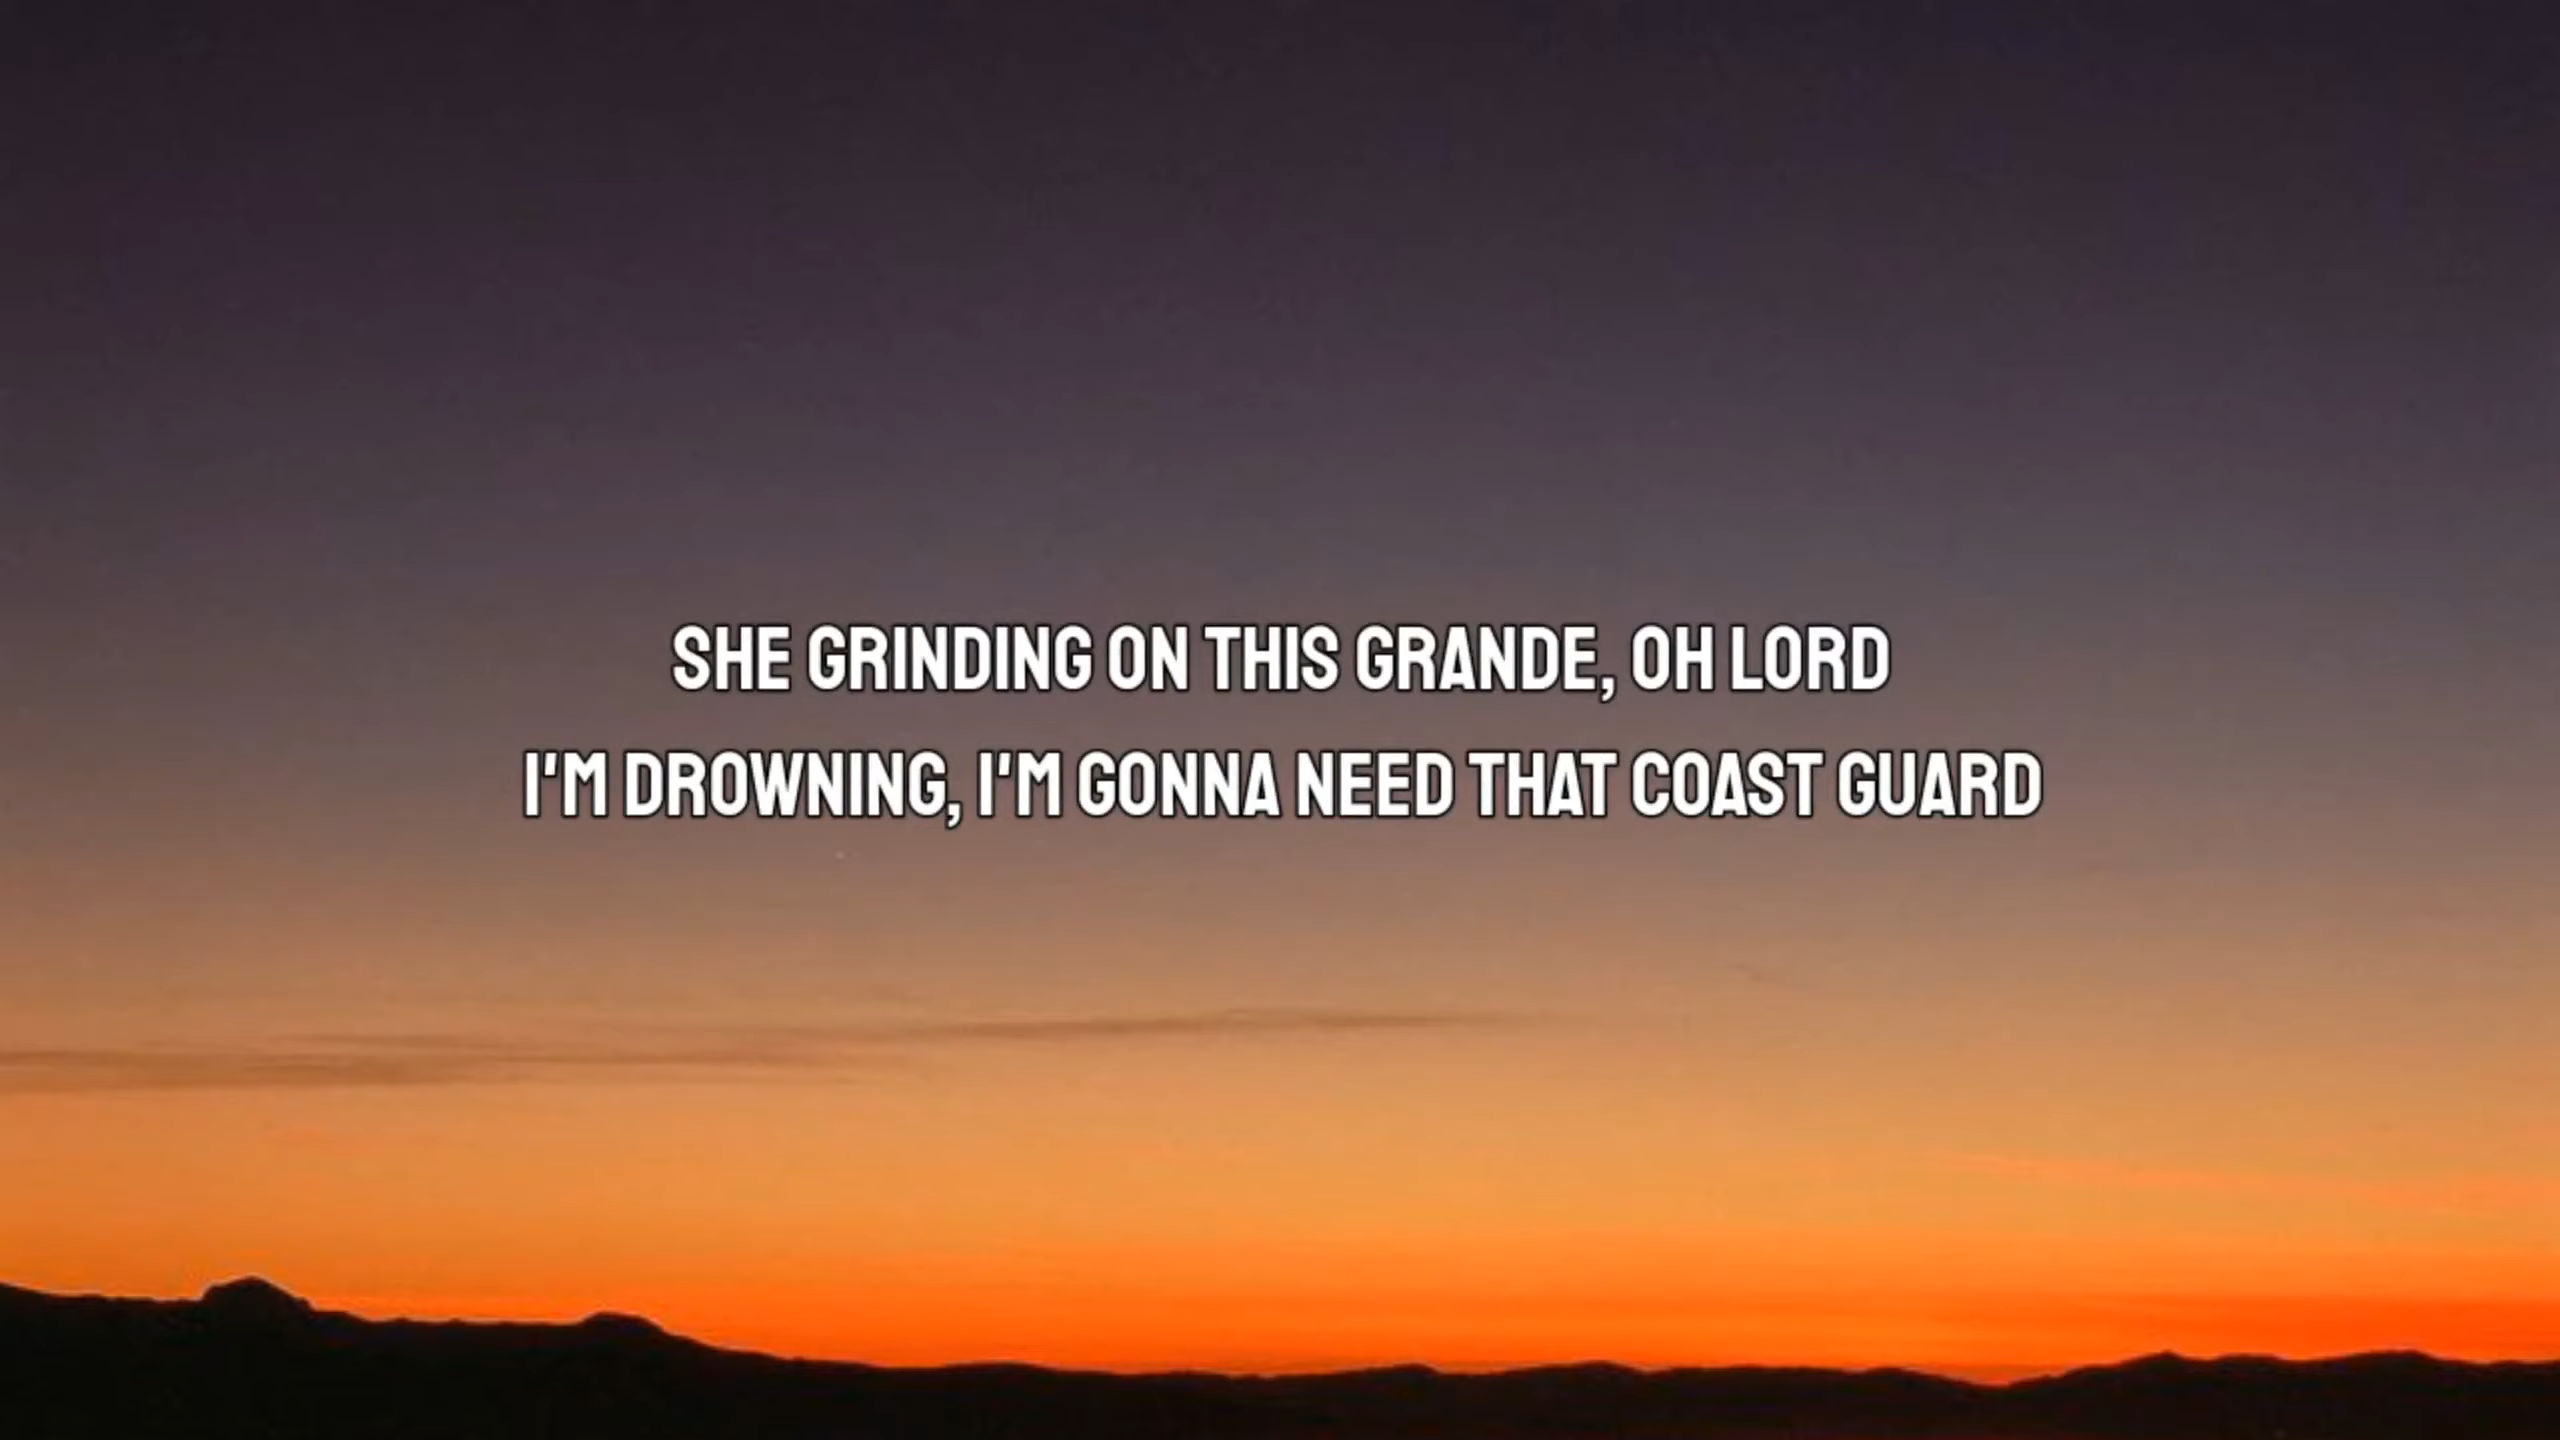 SHE GRINDING ON THIS GRANDE, OH LORD
I'M DROWNING, I'M GONNA NEED THAT COAST GUARD